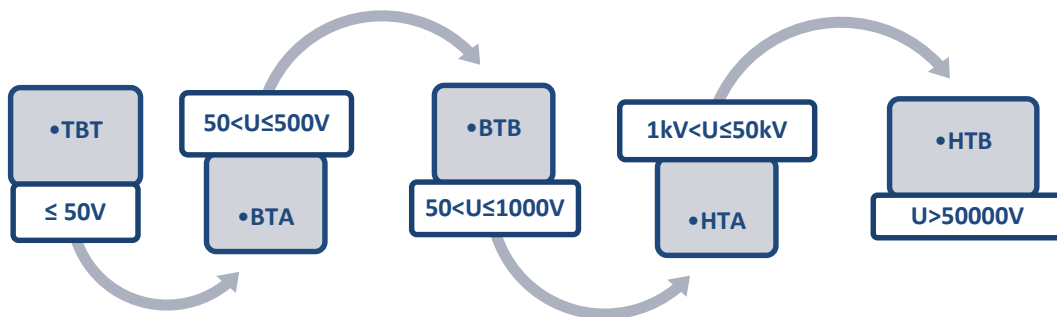 •TBT
≤ 50V
50<U≤500V
•BTA
•BTB
50<U≤1000V
1kV<U≤50kV
•HTA
•HTB
U>50000V